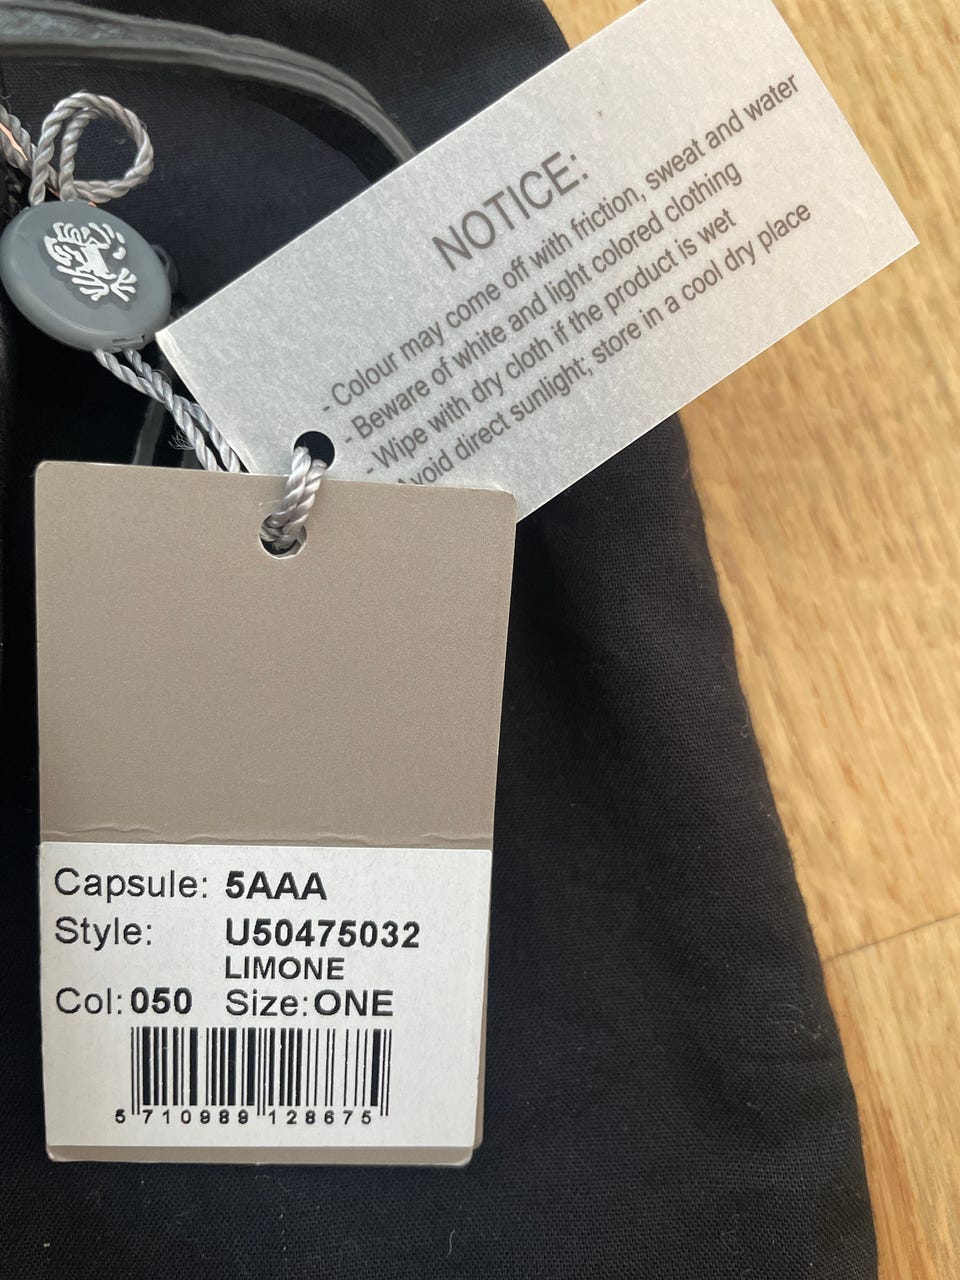 NOTICE:
- Colour may come off with friction, sweat and water
- Beware of white and light colored clothing
- Wipe with dry cloth if the product is wet
Avoid direct sunlight; store in a cool dry place
Capsule: 5AAA
Style: U50475032
LIMONE
Col: 050 Size: ONE
5 710989 128675